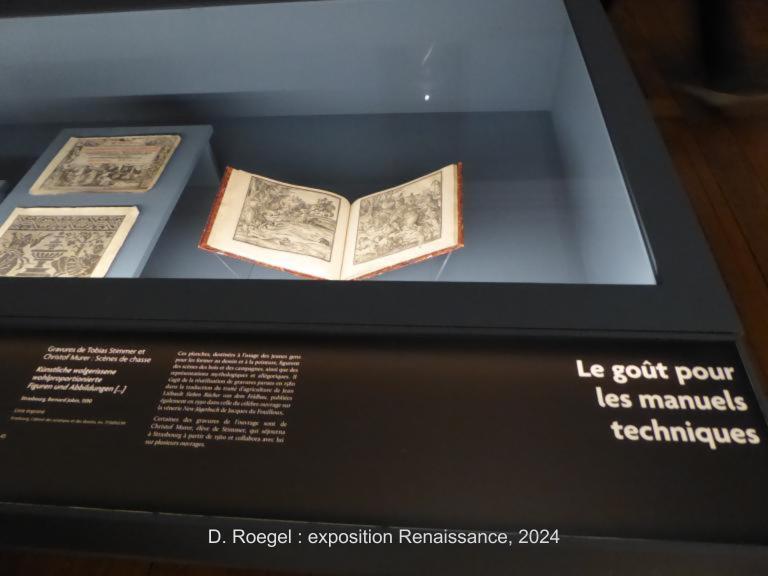 Gravures de Tobias Stimmer et
Christof Murer : Scènes de chasse
Künstliche wolgerissene
wohlproportionierte
Figuren und Abbildungen [...]
Strasbourg, Bernard Jobin, 1590
Livre imprimé
Ces planches, destinées à l'usage des jeunes gens
pour les former au dessin et à la peinture, figurent
des scènes des bois et des campagnes, ainsi que des
représentations mythologiques et allégoriques. Il
s'agit de la réutilisation de gravures parues en 1580
dans la traduction du traité d'agriculture de Jean
Liébault Sieben Bücher von dem Feldbau, publiées
également en 1590 dans celle du célèbre ouvrage sur
la vènerie New Jägerbuch de Jacques du Fouilloux.
Certaines des gravures de l'ouvrage sont de
Christof Murer, élève de Stimmer, qui séjourna
à Strasbourg à partir de 1580 et collabora avec lui
sur plusieurs ouvrages.
Le goût pour
les manuels
techniques
D. Roegel : exposition Renaissance, 2024